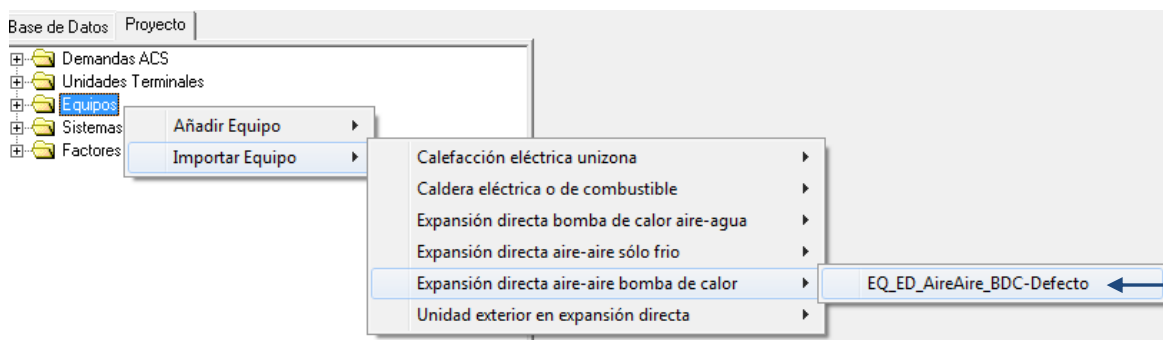 Base de Datos Proyecto
Demandas ACS
Unidades Terminales
Equipos
Sistemas
Factores
Añadir Equipo
Importar Equipo
Calefacción eléctrica unizona
Caldera eléctrica o de combustible
Expansión directa bomba de calor aire-agua
Expansión directa aire-aire sólo frio
Expansión directa aire-aire bomba de calor
Unidad exterior en expansión directa
EQ_ED_AireAire_BDC-Defecto